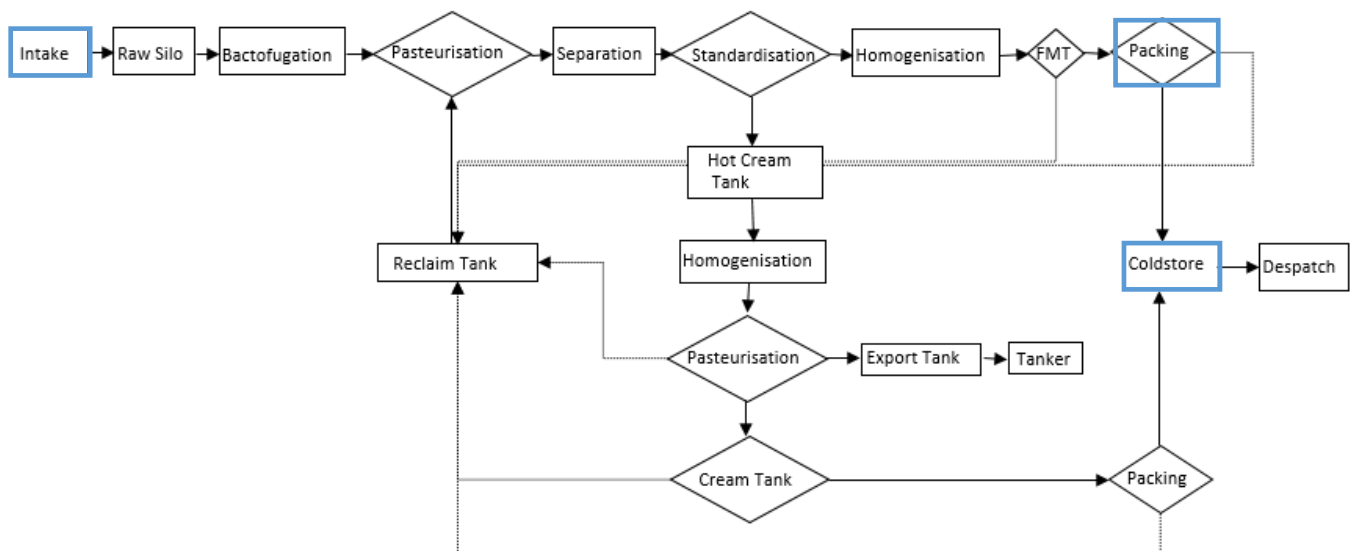 Intake
Raw Silo
Bactofugation
Pasteurisation
Separation
Standardisation
Homogenisation
FMT
Packing
Hot Cream
Tank
Reclaim Tank
Homogenisation
Coldstore
Despatch
Pasteurisation
Export Tank
Tanker
Cream Tank
Packing